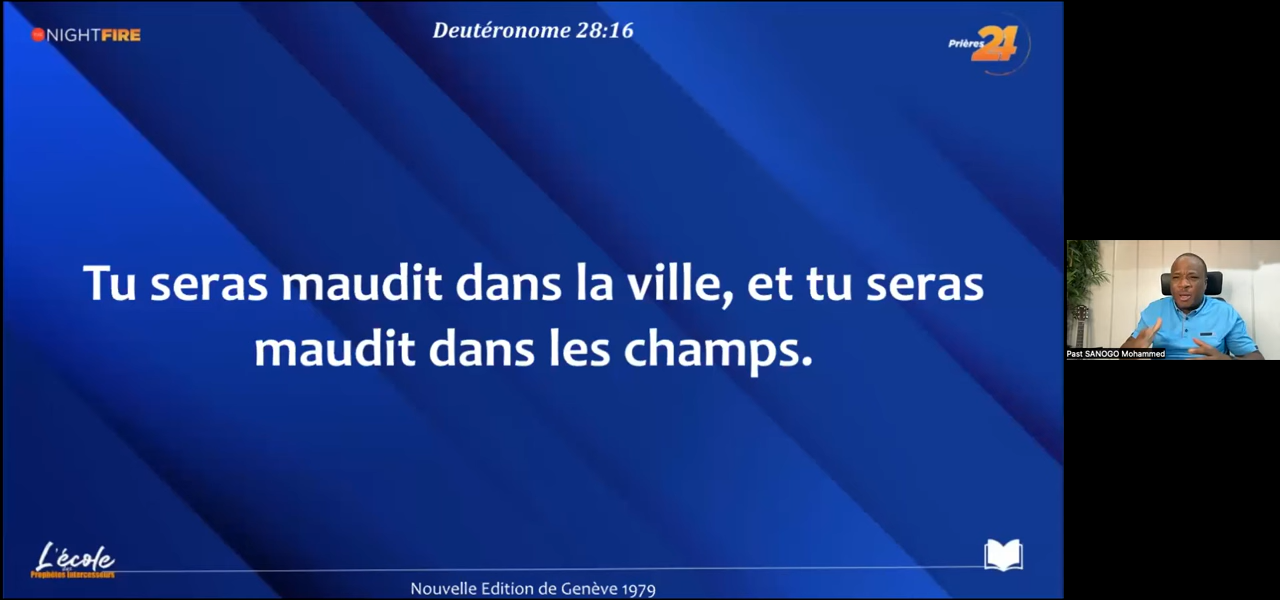 NIGHTFIRE
Deutéronome 28:16
Prières 24
Tu seras maudit dans la ville, et tu seras
maudit dans les champs.
Past SANOGO Mohammed
L'école
Prophètes Intercesseurs
Nouvelle Edition de Genève 1979